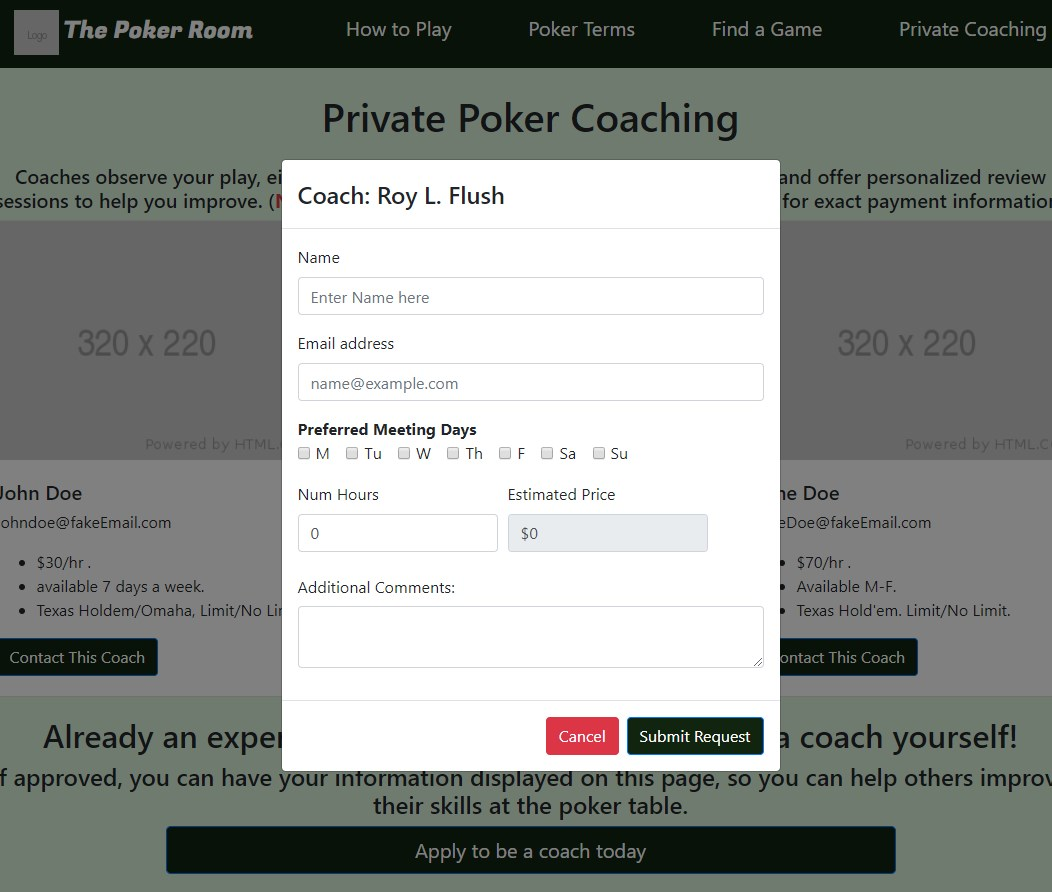 Logo The Poker Room How to Play Poker Terms Find a Game Private Coaching
Private Poker Coaching
Coaches observe your play, and offer personalized review
sessions to help you improve. ( for exact payment information
Coach: Roy L. Flush
Name
Enter Name here
Email address
name@example.com
Preferred Meeting Days
M Tu W Th F Sa Su
Num Hours Estimated Price
0 $0
Additional Comments:
Cancel Submit Request
320 x 220
Powered by HTML.
John Doe
ohndoe@fakeEmail.com
$30/hr .
available 7 days a week.
Texas Holdem/Omaha, Limit/No Li
Contact This Coach
320 x 220
Powered by HTML.C
ne Doe
eDoe@fakeEmail.com
$70/hr .
Available M-F.
Texas Hold'em. Limit/No Limit.
ontact This Coach
Already an exper a coach yourself!
f approved, you can have your information displayed on this page, so you can help others improv
their skills at the poker table.
Apply to be a coach today